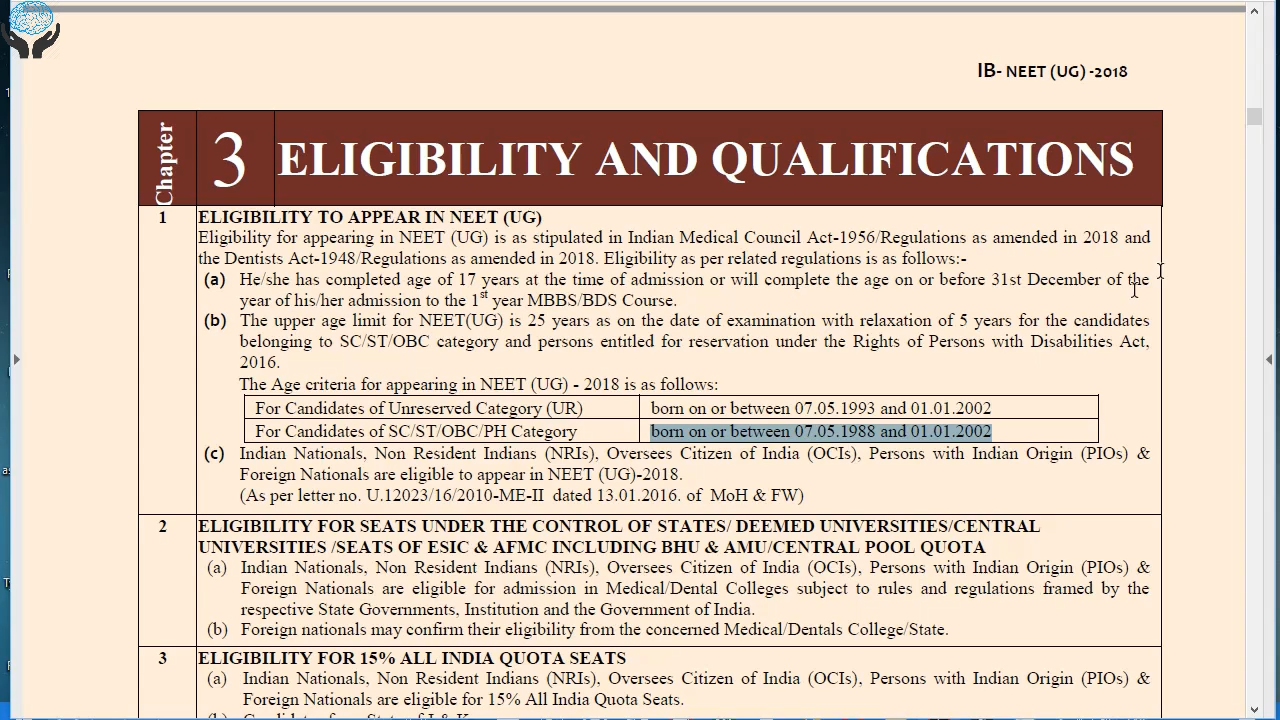 IB- NEET (UG) -2018
Chapter
3
ELIGIBILITY AND QUALIFICATIONS
1
ELIGIBILITY TO APPEAR IN NEET (UG)
Eligibility for appearing in NEET (UG) is as stipulated in Indian Medical Council Act-1956/Regulations as amended in 2018 and
the Dentists Act-1948/Regulations as amended in 2018. Eligibility as per related regulations is as follows:-
(a) He/she has completed age of 17 years at the time of admission or will complete the age on or before 31st December of the
year of his/her admission to the 1st year MBBS/BDS Course.
(b) The upper age limit for NEET(UG) is 25 years as on the date of examination with relaxation of 5 years for the candidates
belonging to SC/ST/OBC category and persons entitled for reservation under the Rights of Persons with Disabilities Act,
2016.
The Age criteria for appearing in NEET (UG) - 2018 is as follows:
For Candidates of Unreserved Category (UR) born on or between 07.05.1993 and 01.01.2002
For Candidates of SC/ST/OBC/PH Category born on or between 07.05.1988 and 01.01.2002
(c) Indian Nationals, Non Resident Indians (NRIs), Oversees Citizen of India (OCIs), Persons with Indian Origin (PIOs) &
Foreign Nationals are eligible to appear in NEET (UG)-2018.
(As per letter no. U.12023/16/2010-ME-II dated 13.01.2016. of MoH & FW)
2
ELIGIBILITY FOR SEATS UNDER THE CONTROL OF STATES/ DEEMED UNIVERSITIES/CENTRAL
UNIVERSITIES /SEATS OF ESIC & AFMC INCLUDING BHU & AMU/CENTRAL POOL QUOTA
(a) Indian Nationals, Non Resident Indians (NRIs), Oversees Citizen of India (OCIs), Persons with Indian Origin (PIOs) &
Foreign Nationals are eligible for admission in Medical/Dental Colleges subject to rules and regulations framed by the
respective State Governments, Institution and the Government of India.
(b) Foreign nationals may confirm their eligibility from the concerned Medical/Dentals College/State.
3
ELIGIBILITY FOR 15% ALL INDIA QUOTA SEATS
(a) Indian Nationals, Non Resident Indians (NRIs), Oversees Citizen of India (OCIs), Persons with Indian Origin (PIOs) &
Foreign Nationals are eligible for 15% All India Quota Seats.